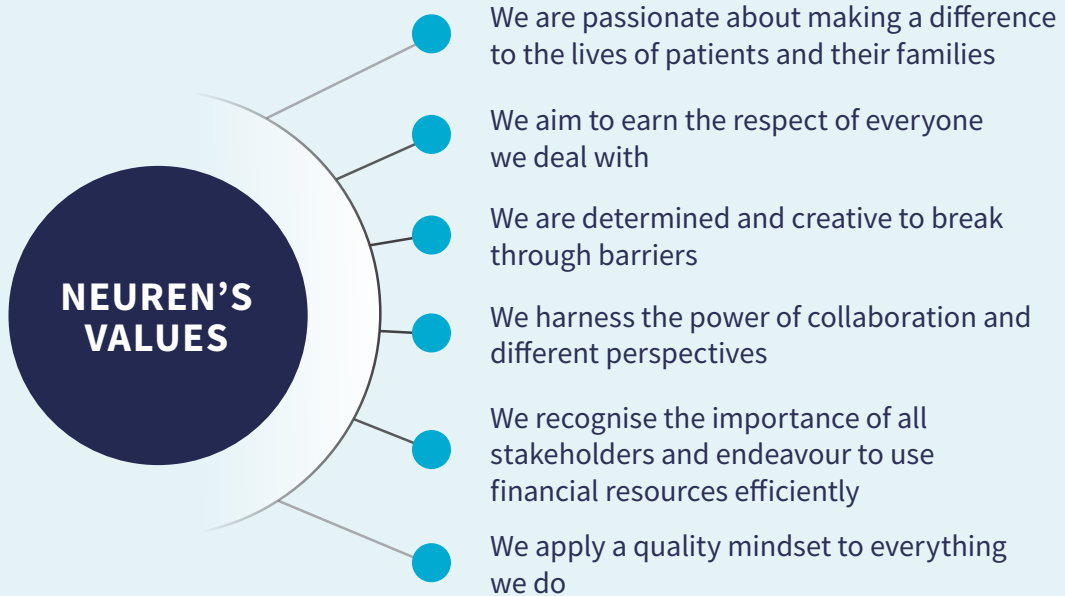 NEUREN’S
VALUES
We are passionate about making a difference
to the lives of patients and their families
We aim to earn the respect of everyone
we deal with
We are determined and creative to break
through barriers
We harness the power of collaboration and
different perspectives
We recognise the importance of all
stakeholders and endeavour to use
financial resources efficiently
We apply a quality mindset to everything
we do